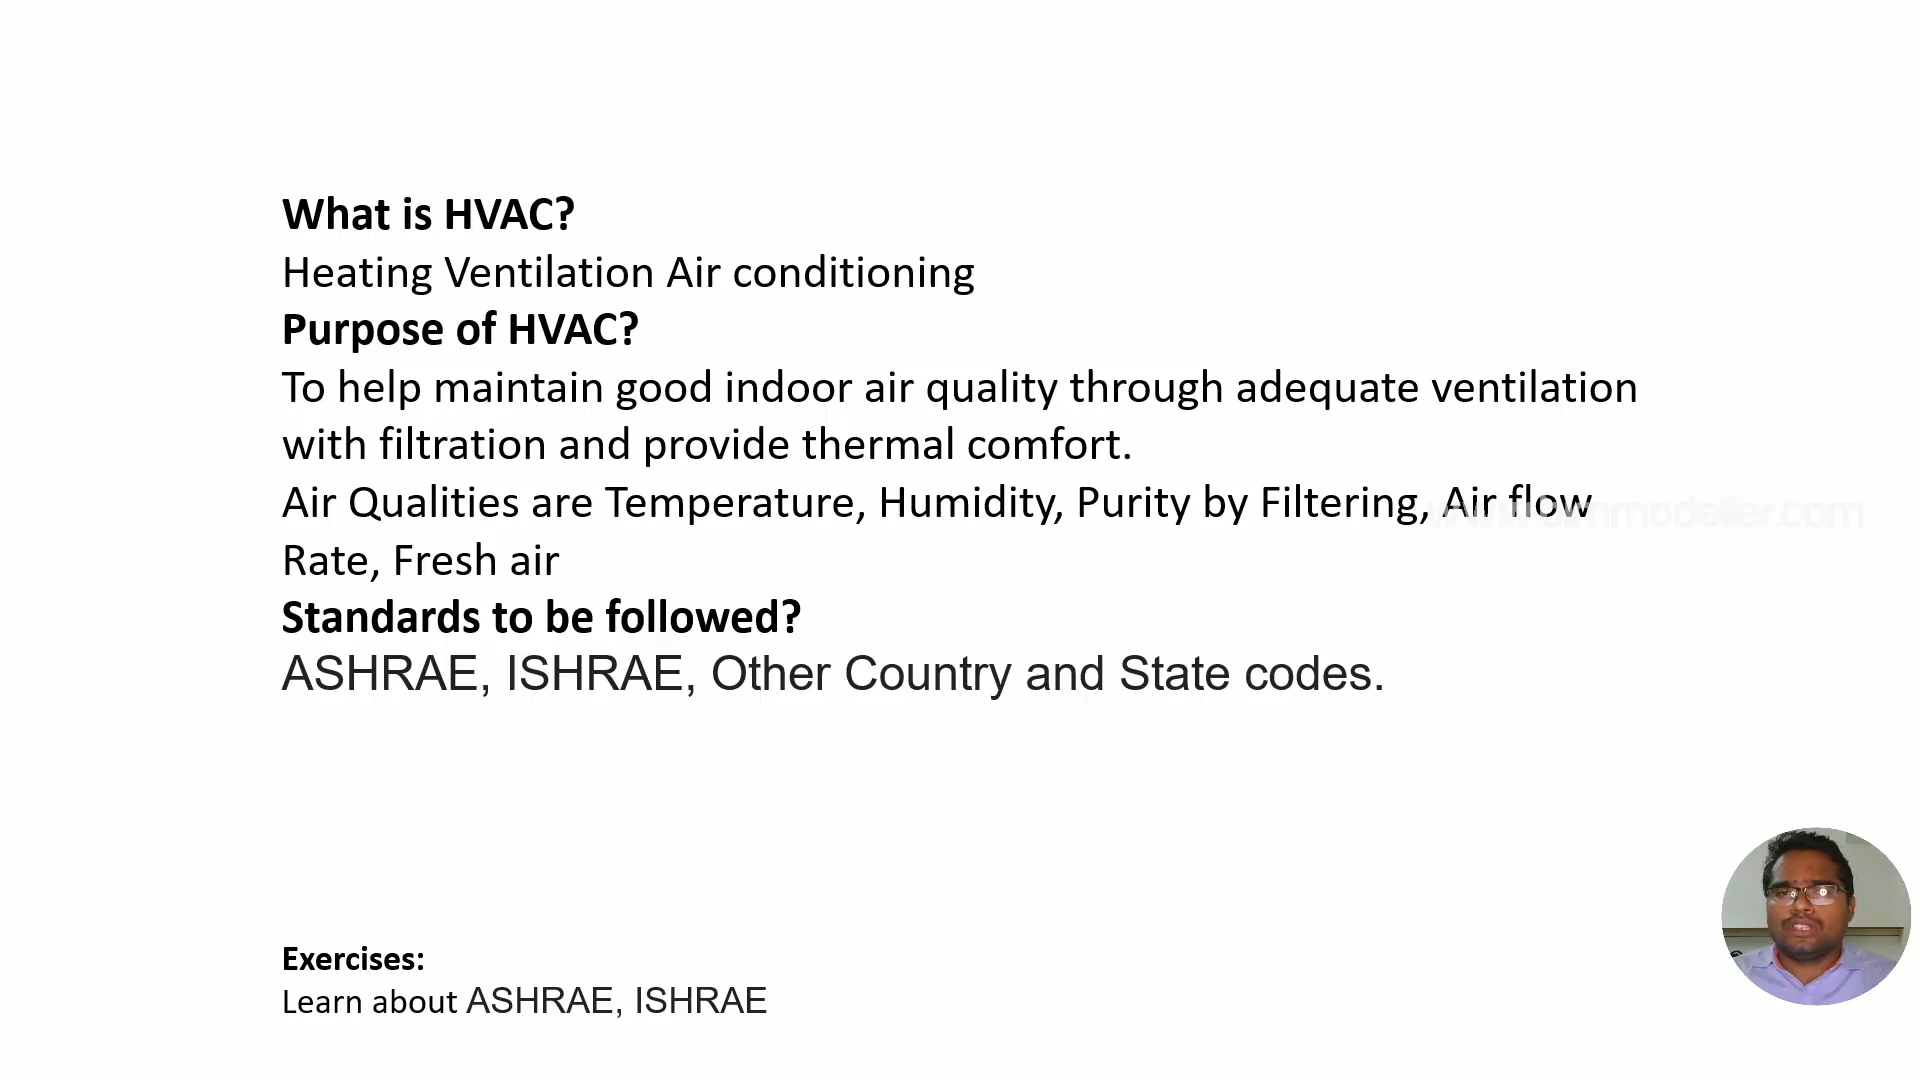 What is HVAC?
Heating Ventilation Air conditioning
Purpose of HVAC?
To help maintain good indoor air quality through adequate ventilation
with filtration and provide thermal comfort.
Air Qualities are Temperature, Humidity, Purity by Filtering, Air flow
Rate, Fresh air
Standards to be followed?
ASHRAE, ISHRAE, Other Country and State codes.
Exercises:
Learn about ASHRAE, ISHRAE